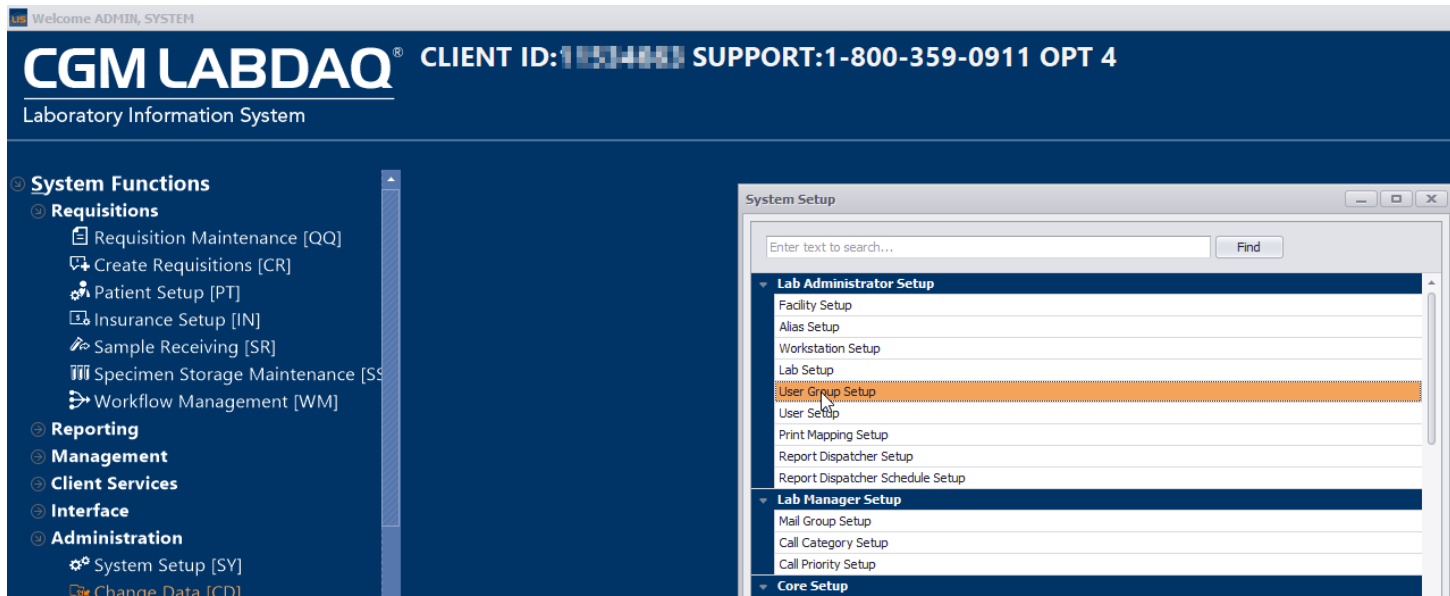 us Welcome ADMIN, SYSTEM
CGM LABDAQ® CLIENT ID: SUPPORT:1-800-359-0911 OPT 4
Laboratory Information System
System Functions
Requisitions
Requisition Maintenance [QQ]
Create Requisitions [CR]
Patient Setup [PT]
Insurance Setup [IN]
Sample Receiving [SR]
Specimen Storage Maintenance [SS
Workflow Management [WM]
Reporting
Management
Client Services
Interface
Administration
System Setup [SY]
Change Data [CD]
System Setup
Enter text to search...
Find
Lab Administrator Setup
Facility Setup
Alias Setup
Workstation Setup
Lab Setup
User Group Setup
User Setup
Print Mapping Setup
Report Dispatcher Setup
Report Dispatcher Schedule Setup
Lab Manager Setup
Mail Group Setup
Call Category Setup
Call Priority Setup
Core Setup